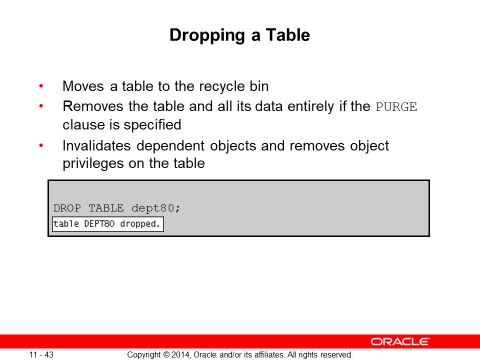 Dropping a Table
• Moves a table to the recycle bin
• Removes the table and all its data entirely if the PURGE
clause is specified
• Invalidates dependent objects and removes object
privileges on the table
DROP TABLE dept80;
table DEPT80 dropped.
ORACLE
11 - 43 Copyright © 2014, Oracle and/or its affiliates. All rights reserved.